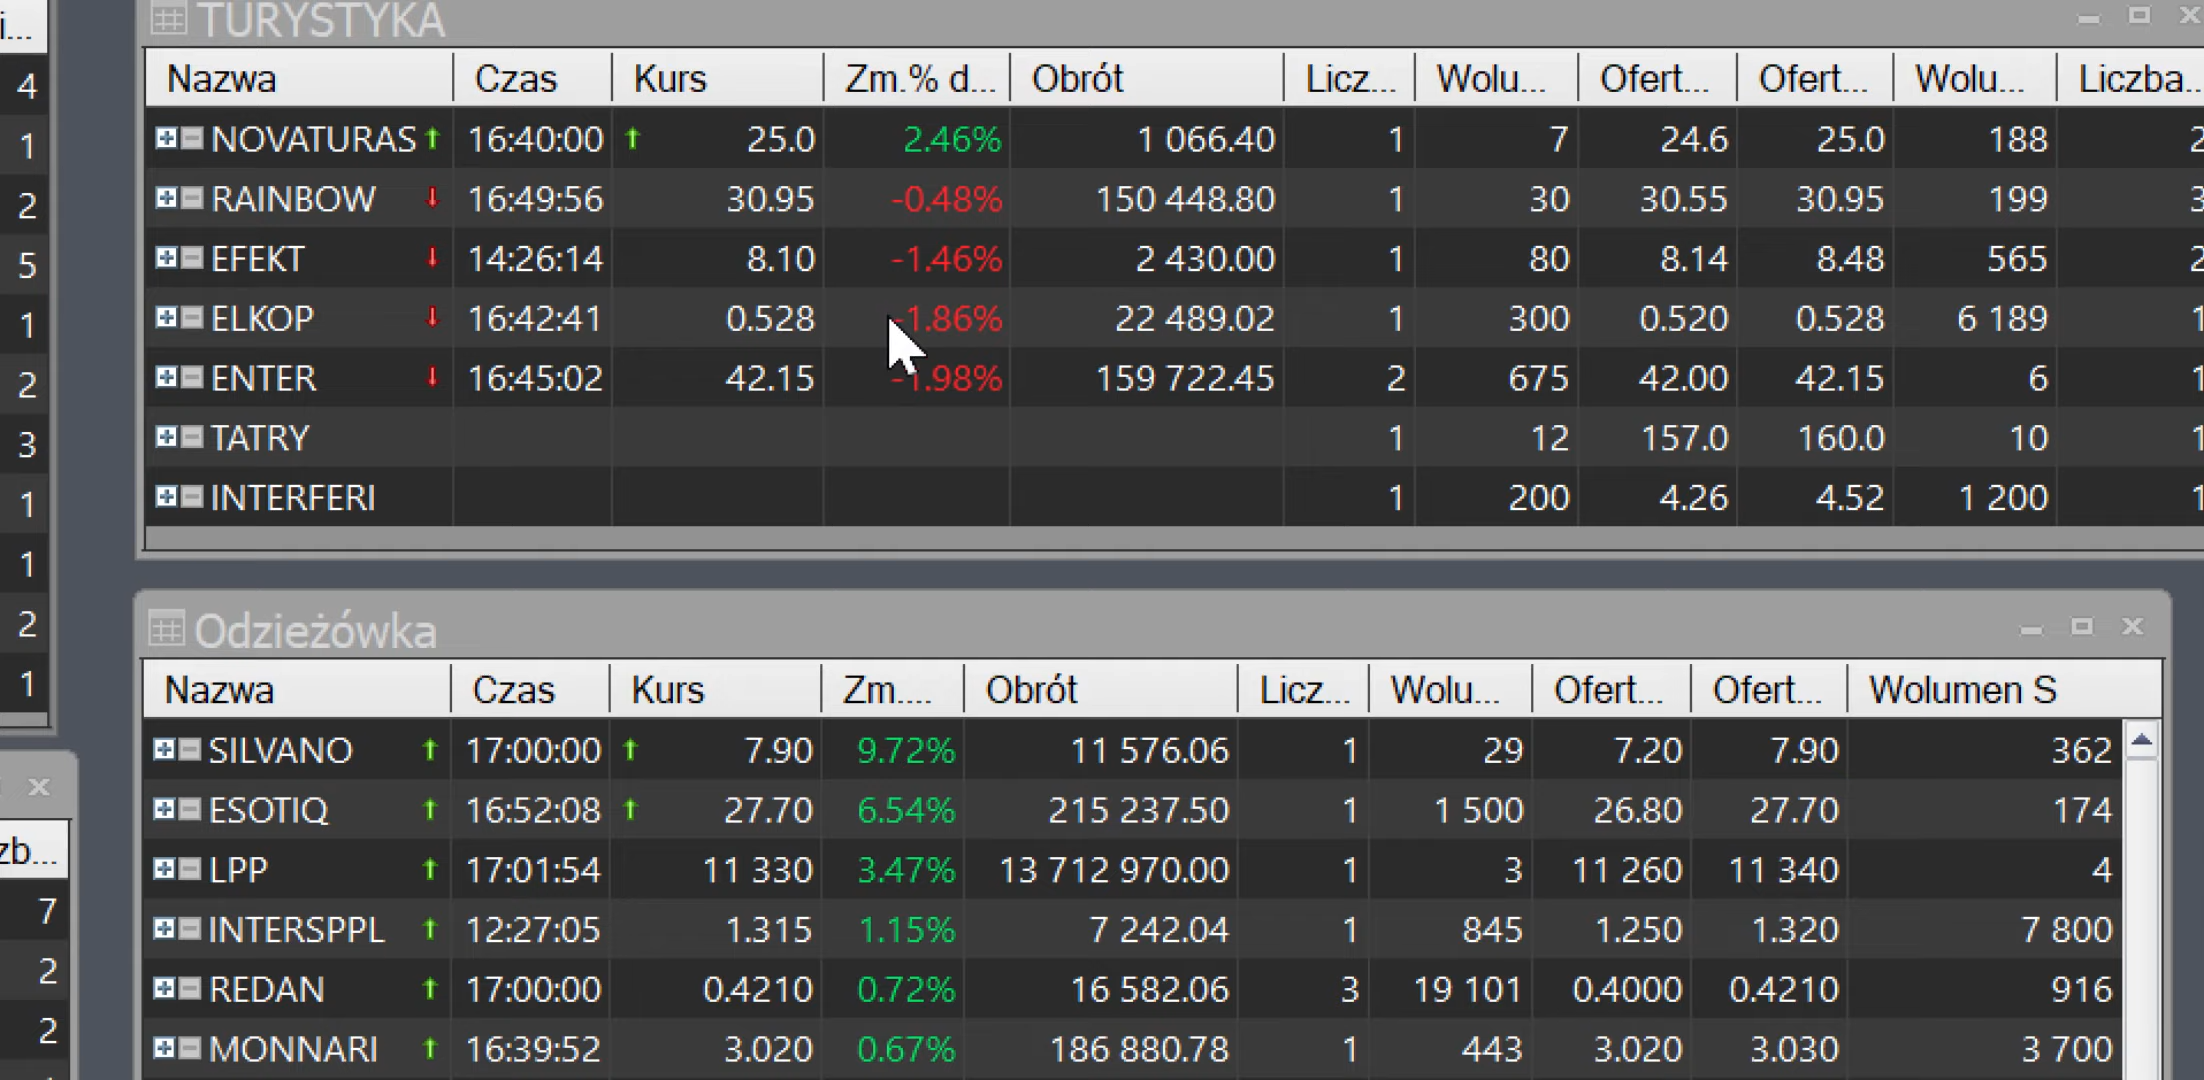 TURYSTYKA
Nazwa Czas Kurs Zm.% d... Obrót Licz... Wolu... Ofert... Ofert... Wolu... Liczba...
NOVATURAS 16:40:00 25.0 2.46% 1 066.40 1 7 24.6 25.0 188 2
RAINBOW 16:49:56 30.95 -0.48% 150 448.80 1 30 30.55 30.95 199 3
EFEKT 14:26:14 8.10 -1.46% 2 430.00 1 80 8.14 8.48 565 2
ELKOP 16:42:41 0.528 -1.86% 22 489.02 1 300 0.520 0.528 6 189 1
ENTER 16:45:02 42.15 -1.98% 159 722.45 2 675 42.00 42.15 6 1
TATRY 1 12 157.0 160.0 10 1
INTERFERI 1 200 4.26 4.52 1 200 1
Odzieżówka
Nazwa Czas Kurs Zm.... Obrót Licz... Wolu... Ofert... Ofert... Wolumen S
SILVANO 17:00:00 7.90 9.72% 11 576.06 1 29 7.20 7.90 362
ESOTIQ 16:52:08 27.70 6.54% 215 237.50 1 1 500 26.80 27.70 174
LPP 17:01:54 11 330 3.47% 13 712 970.00 1 3 11 260 11 340 4
INTERSPPL 12:27:05 1.315 1.15% 7 242.04 1 845 1.250 1.320 7 800
REDAN 17:00:00 0.4210 0.72% 16 582.06 3 19 101 0.4000 0.4210 916
MONNARI 16:39:52 3.020 0.67% 186 880.78 1 443 3.020 3.030 3 700
i...
4
1
2
5
1
2
3
1
1
2
1
zb...
7
2
2